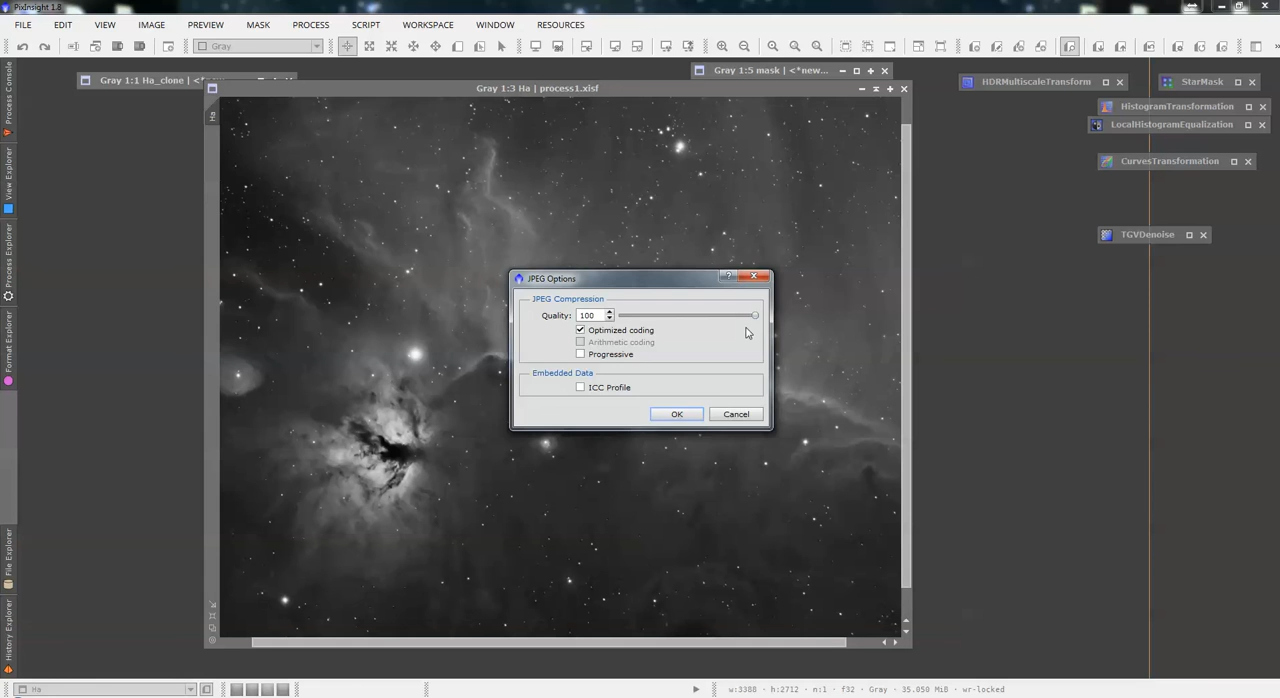 PixInsight 1.8
FILE EDIT VIEW IMAGE PREVIEW MASK PROCESS SCRIPT WORKSPACE WINDOW RESOURCES
Gray
Gray 1:1 Ha_clone | <*new...
Gray 1:5 mask | <*new...
Gray 1:3 Ha | process1.xisf
HDRMultiscaleTransform
StarMask
HistogramTransformation
LocalHistogramEqualization
CurvesTransformation
TGVDenoise
Process Console
View Explorer
Process Explorer
Format Explorer
File Explorer
History Explorer
Ha
JPEG Options
JPEG Compression
Quality: 100
Optimized coding
Arithmetic coding
Progressive
Embedded Data
ICC Profile
OK Cancel
Ha
w:3388 · h:2712 · n:1 · f32 · Gray · 35.050 MiB · wr-locked